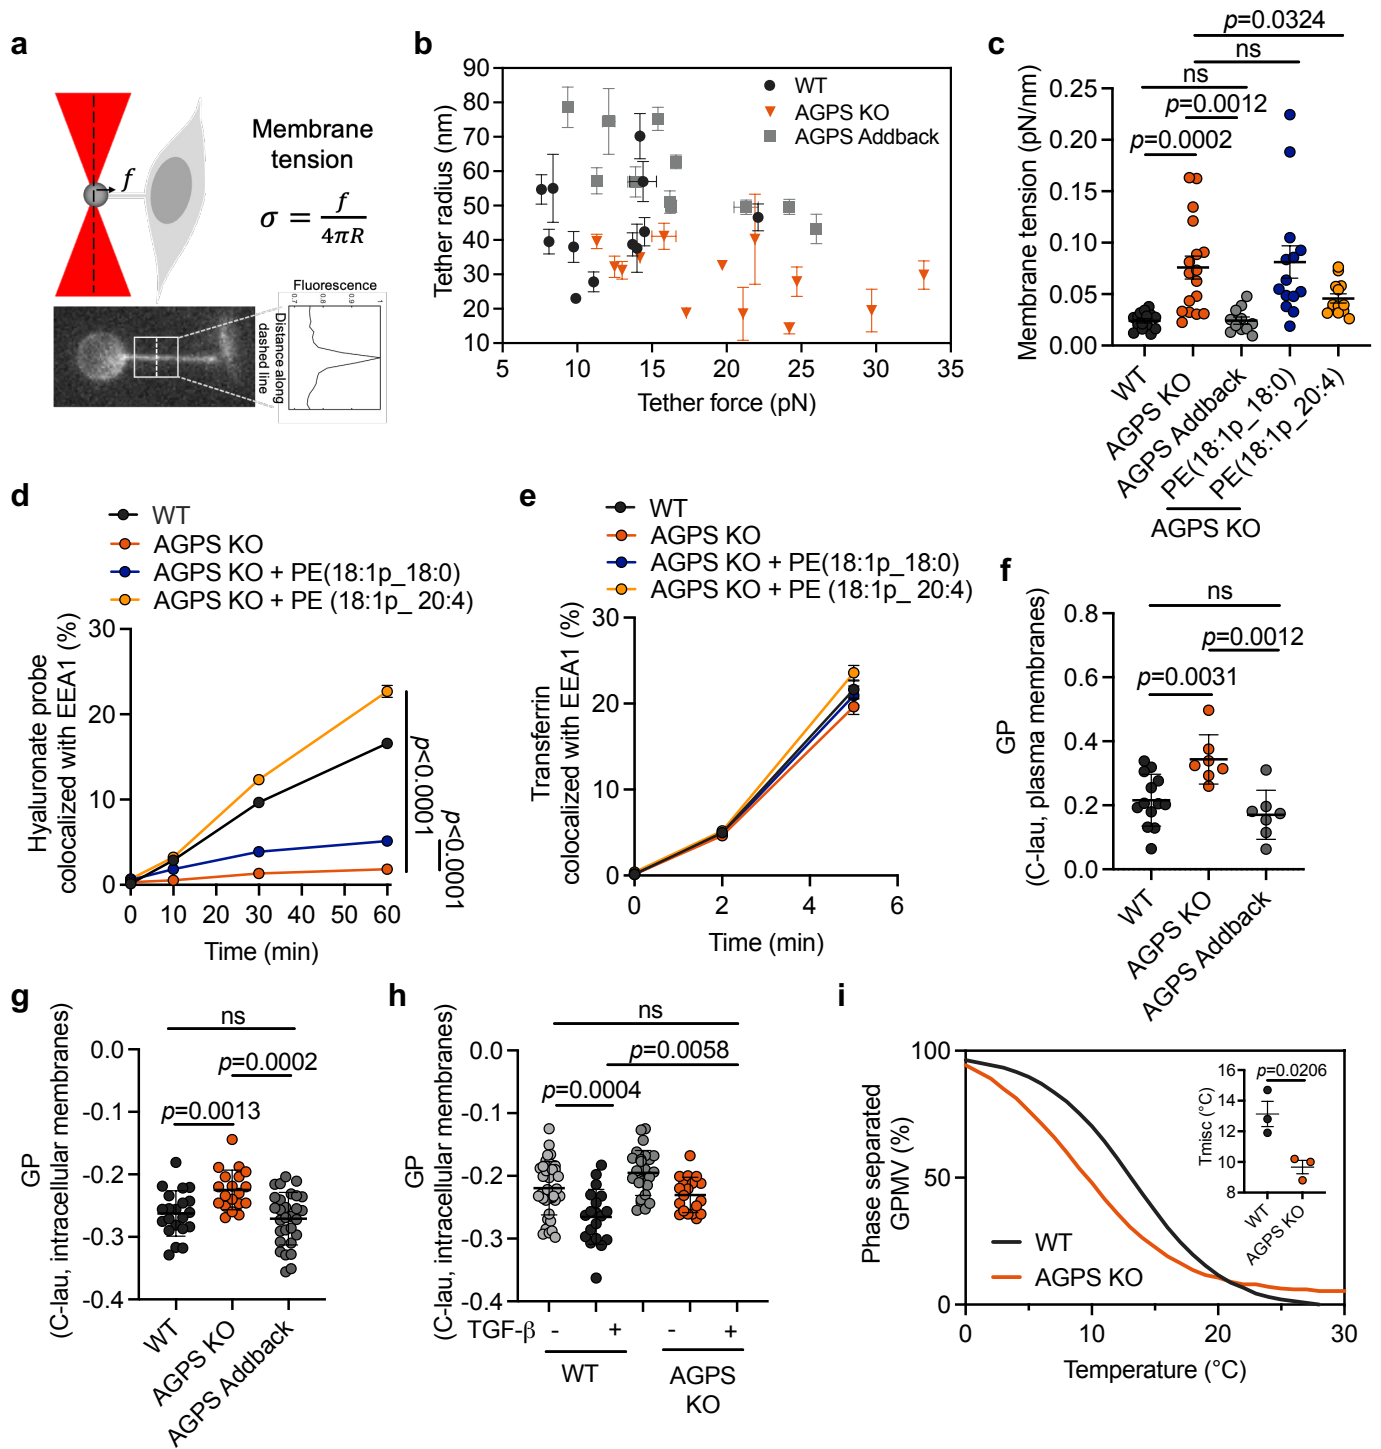 a
f
Membrane
tension
σ = f / 4πR
Fluorescence
0.7
0.8
0.9
1
Distance along
dashed line
b
Tether radius (nm)
90
80
70
60
50
40
30
20
10
5
10
15
20
25
30
35
Tether force (pN)
WT
AGPS KO
AGPS Addback
c
p=0.0324
ns
ns
p=0.0012
p=0.0002
Membrane tension (pN/nm)
0.25
0.20
0.15
0.10
0.05
0.00
WT
AGPS KO
AGPS Addback
PE(18:1p_18:0)
PE(18:1p_20:4)
AGPS KO
d
WT
AGPS KO
AGPS KO + PE(18:1p_18:0)
AGPS KO + PE (18:1p_ 20:4)
Hyaluronate probe
colocalized with EEA1 (%)
30
20
10
0
0
10
20
30
40
50
60
Time (min)
p<0.0001
p<0.0001
e
WT
AGPS KO
AGPS KO + PE(18:1p_18:0)
AGPS KO + PE (18:1p_ 20:4)
Transferrin
colocalized with EEA1 (%)
30
20
10
0
0
2
4
6
Time (min)
f
ns
p=0.0012
p=0.0031
GP
(C-lau, plasma membranes)
0.8
0.6
0.4
0.2
0.0
WT
AGPS KO
AGPS Addback
g
ns
p=0.0002
p=0.0013
GP
(C-lau, intracellular membranes)
0.0
-0.1
-0.2
-0.3
-0.4
WT
AGPS KO
AGPS Addback
h
ns
p=0.0058
p=0.0004
GP
(C-lau, intracellular membranes)
0.0
-0.1
-0.2
-0.3
-0.4
TGF-β - + - +
WT
AGPS
KO
i
Phase separated
GPMV (%)
100
50
0
0
10
20
30
Temperature (°C)
WT
AGPS KO
p=0.0206
Tmisc (°C)
16
14
12
10
8
WT
AGPS KO